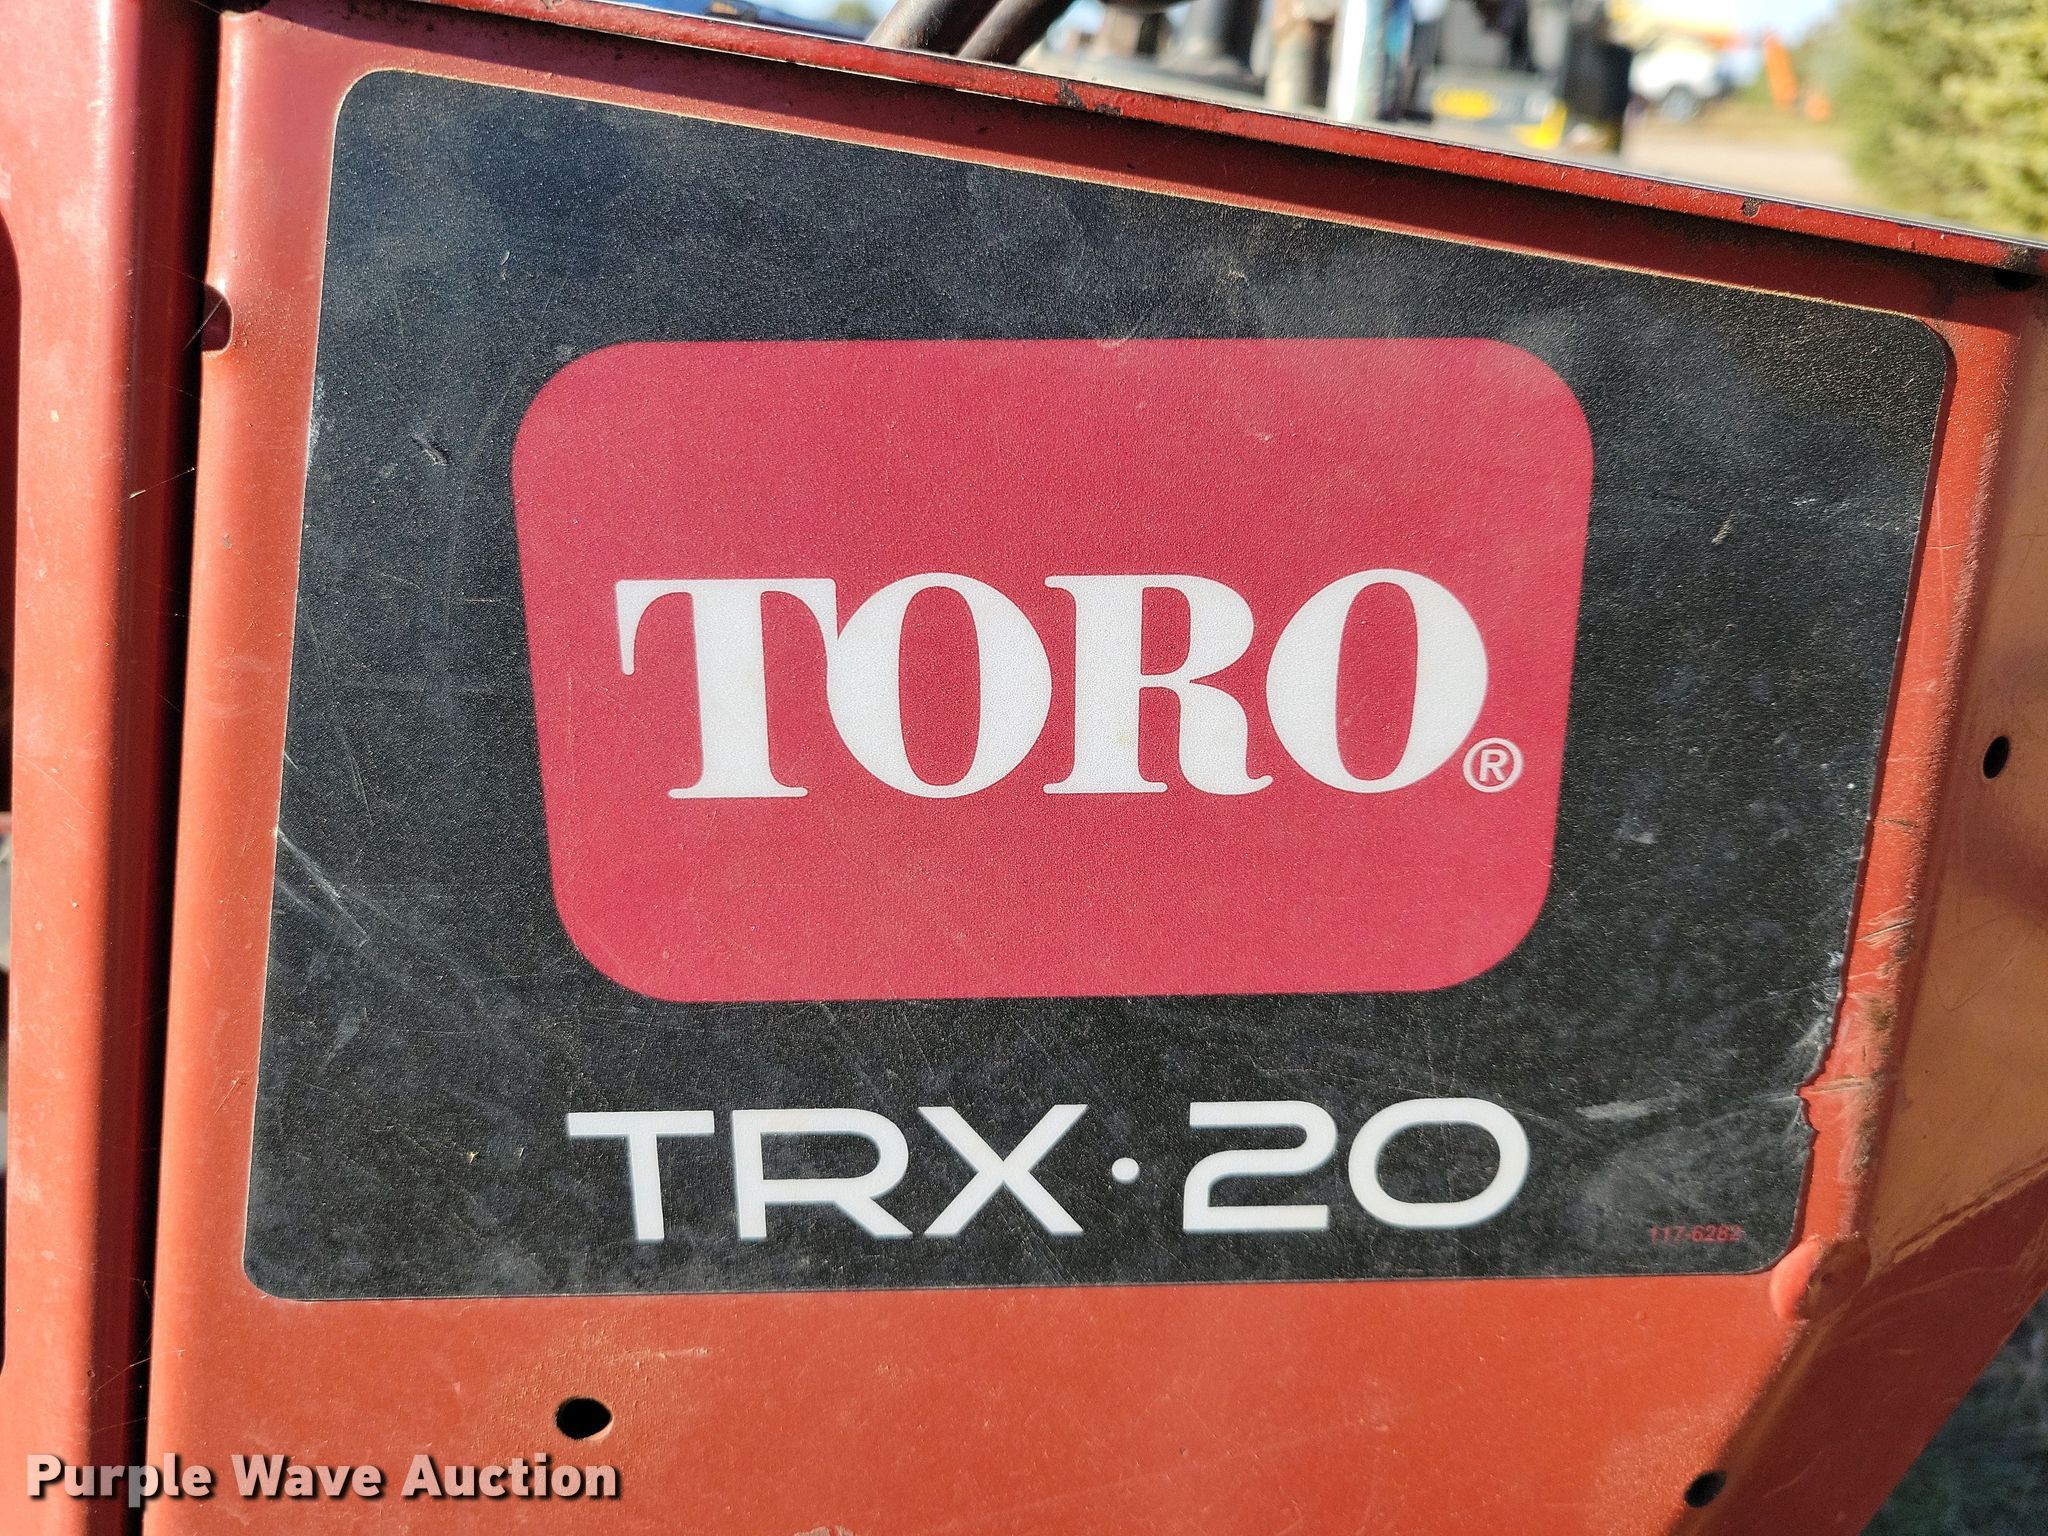 TORO®
TRX·20
117-6282
Purple Wave Auction